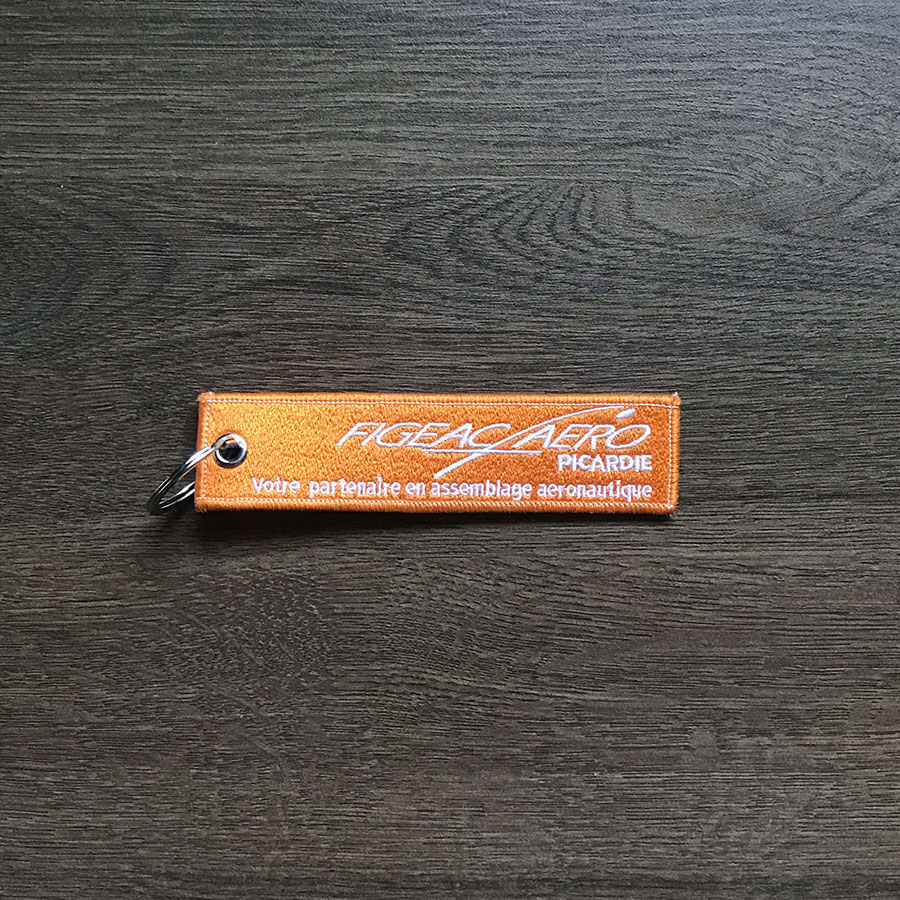 FIGEAC AERO
PICARDIE
Votre partenaire en assemblage aeronautique